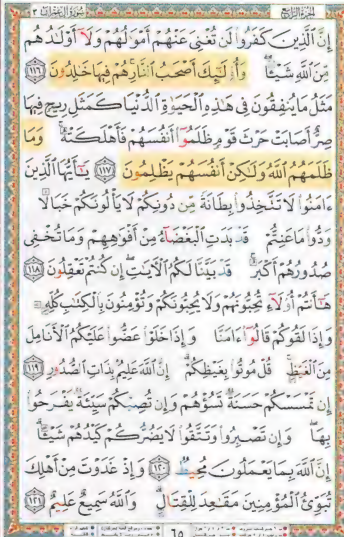 الجزء الرابع سورة آل عمران ٣
إِنَّ ٱلَّذِينَ كَفَرُوا۟ لَن تُغْنِىَ عَنْهُمْ أَمْوَٰلُهُمْ وَلَآ أَوْلَٰدُهُم
مِّنَ ٱللَّهِ شَيْـًٔا ۖ وَأُو۟لَٰٓئِكَ أَصْحَٰبُ ٱلنَّارِ ۚ هُمْ فِيهَا خَٰلِدُونَ ١١٦
مَثَلُ مَا يُنفِقُونَ فِى هَٰذِهِ ٱلْحَيَوٰةِ ٱلدُّنْيَا كَمَثَلِ رِيحٍ فِيهَا
صِرٌّ أَصَابَتْ حَرْثَ قَوْمٍ ظَلَمُوٓا۟ أَنفُسَهُمْ فَأَهْلَكَتْهُ ۚ وَمَا
ظَلَمَهُمُ ٱللَّهُ وَلَٰكِنْ أَنفُسَهُمْ يَظْلِمُونَ ١١٧ يَٰٓأَيُّهَا ٱلَّذِينَ
ءَامَنُوا۟ لَا تَتَّخِذُوا۟ بِطَانَةً مِّن دُونِكُمْ لَا يَأْلُونَكُمْ خَبَالًا
وَدُّوا۟ مَا عَنِتُّمْ قَدْ بَدَتِ ٱلْبَغْضَآءُ مِنْ أَفْوَٰهِهِمْ وَمَا تُخْفِى
صُدُورُهُمْ أَكْبَرُ ۚ قَدْ بَيَّنَّا لَكُمُ ٱلْءَايَٰتِ ۖ إِن كُنتُمْ تَعْقِلُونَ ١١٨
هَٰٓأَنتُمْ أُو۟لَآءِ تُحِبُّونَهُمْ وَلَا يُحِبُّونَكُمْ وَتُؤْمِنُونَ بِٱلْكِتَٰبِ كُلِّهِۦ
وَإِذَا لَقُوكُمْ قَالُوٓا۟ ءَامَنَّا وَإِذَا خَلَوْا۟ عَضُّوا۟ عَلَيْكُمُ ٱلْأَنَامِلَ
مِنَ ٱلْغَيْظِ ۚ قُلْ مُوتُوا۟ بِغَيْظِكُمْ ۗ إِنَّ ٱللَّهَ عَلِيمٌۢ بِذَاتِ ٱلصُّدُورِ ١١٩
إِن تَمْسَسْكُمْ حَسَنَةٌ تَسُؤْهُمْ وَإِن تُصِبْكُمْ سَيِّئَةٌ يَفْرَحُوا۟
بِهَا ۖ وَإِن تَصْبِرُوا۟ وَتَتَّقُوا۟ لَا يَضُرُّكُمْ كَيْدُهُمْ شَيْـًٔا ۗ
إِنَّ ٱللَّهَ بِمَا يَعْمَلُونَ مُحِيطٌ ١٢٠ وَإِذْ غَدَوْتَ مِنْ أَهْلِكَ
تُبَوِّئُ ٱلْمُؤْمِنِينَ مَقَٰعِدَ لِلْقِتَالِ ۗ وَٱللَّهُ سَمِيعٌ عَلِيمٌ ١٢١
٦٥